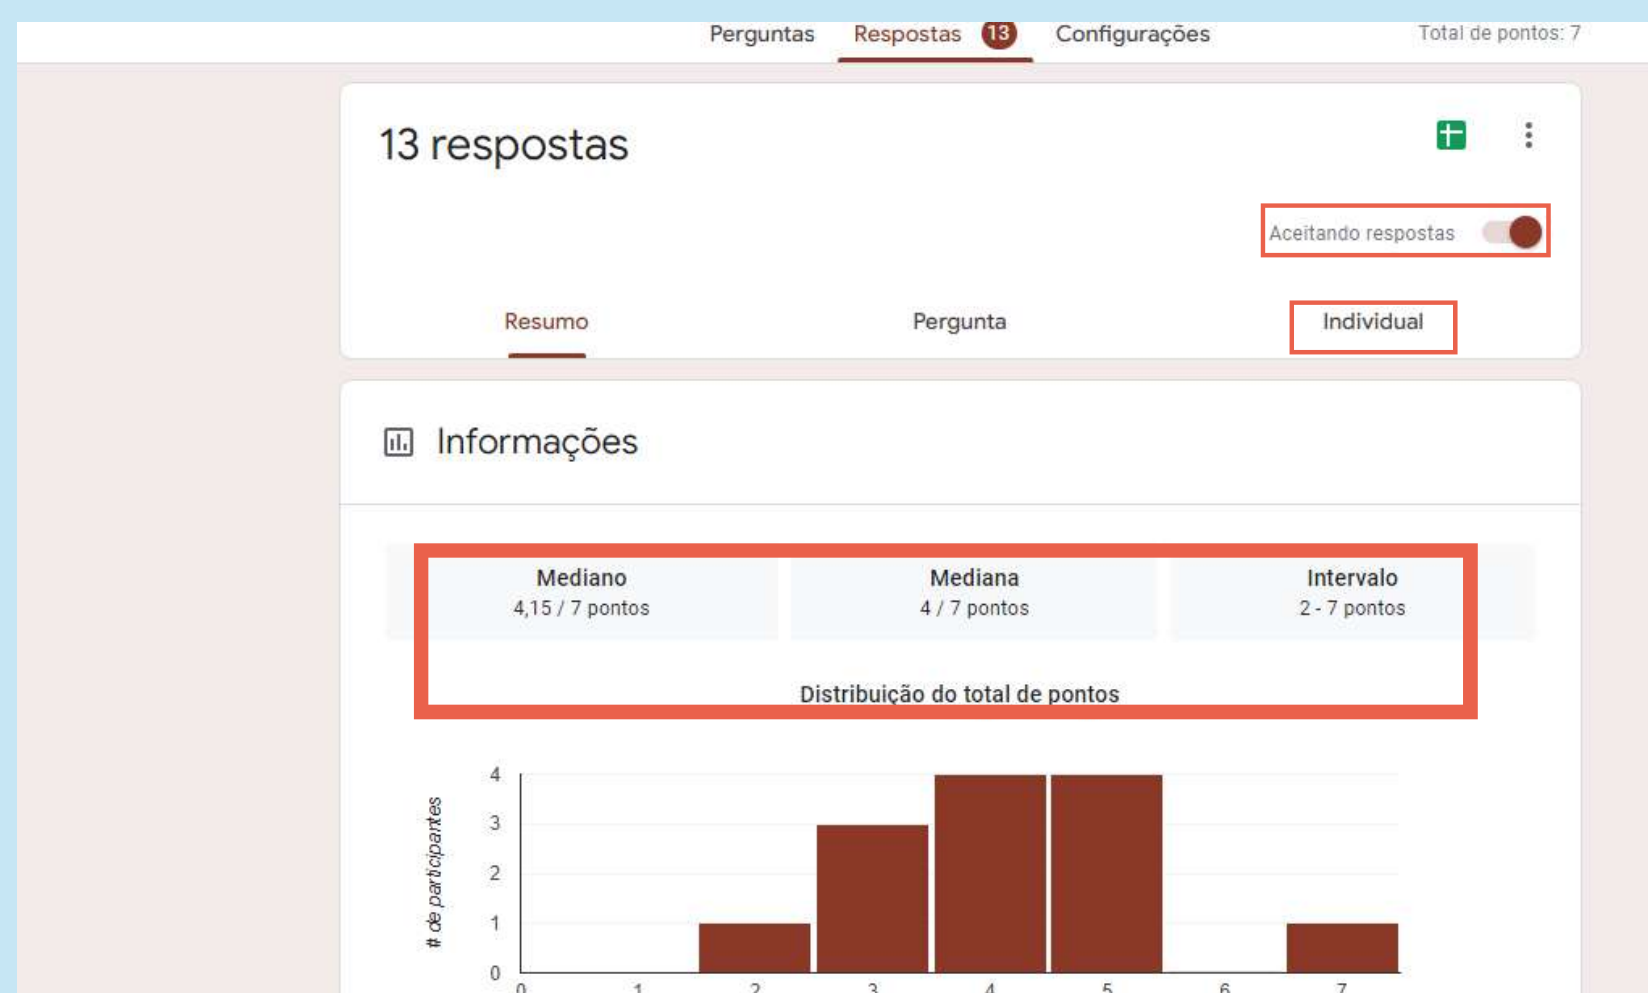 Perguntas Respostas 13 Configurações Total de pontos: 7
13 respostas
Aceitando respostas
Resumo Pergunta Individual
Informações
Mediano Mediana Intervalo
4,15 / 7 pontos 4 / 7 pontos 2 - 7 pontos
Distribuição do total de pontos
# de participantes
4
3
2
1
0
0 1 2 3 4 5 6 7